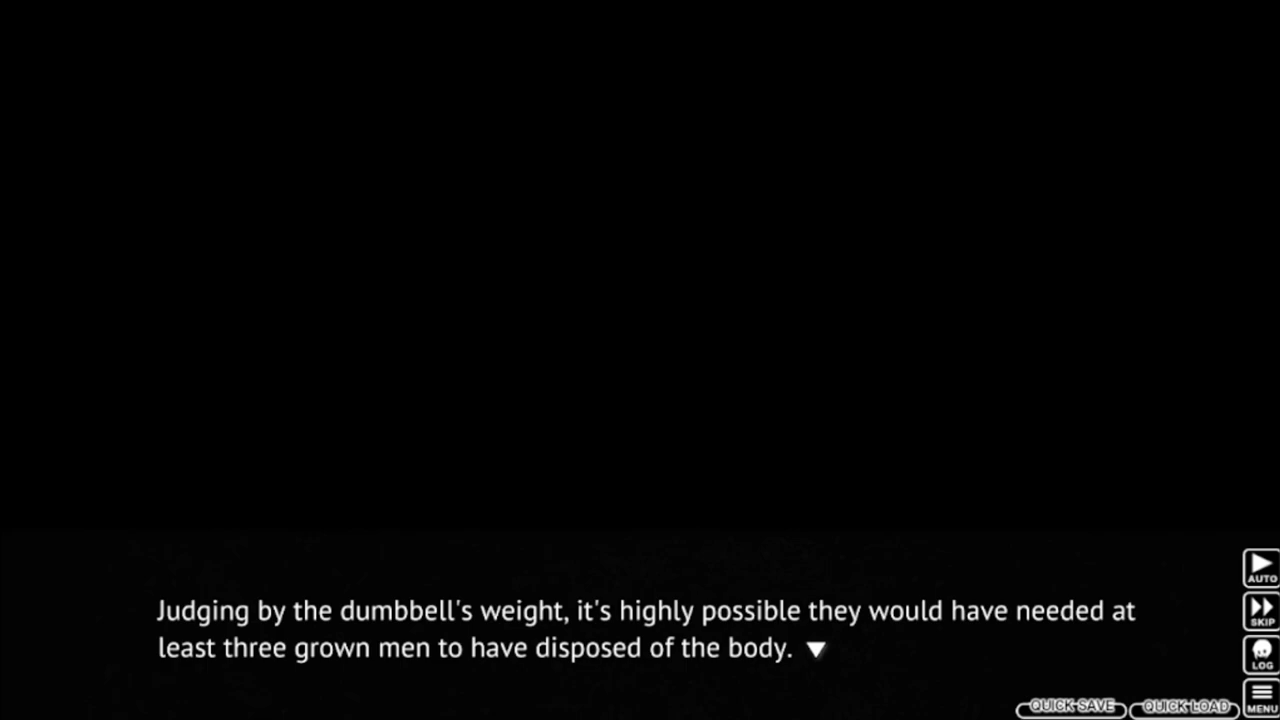 Judging by the dumbbell's weight, it's highly possible they would have needed at
least three grown men to have disposed of the body.
AUTO
SKIP
LOG
MENU
QUICK SAVE QUICK LOAD